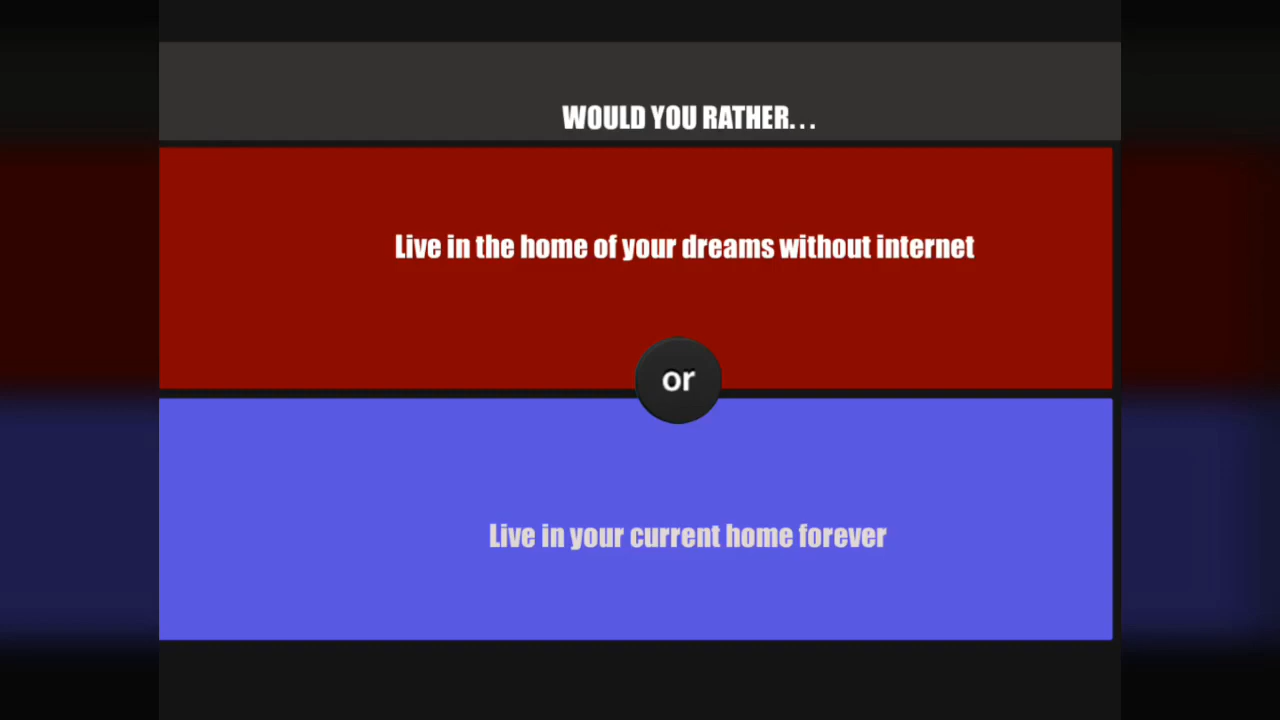 WOULD YOU RATHER...
Live in the home of your dreams without internet
or
Live in your current home forever